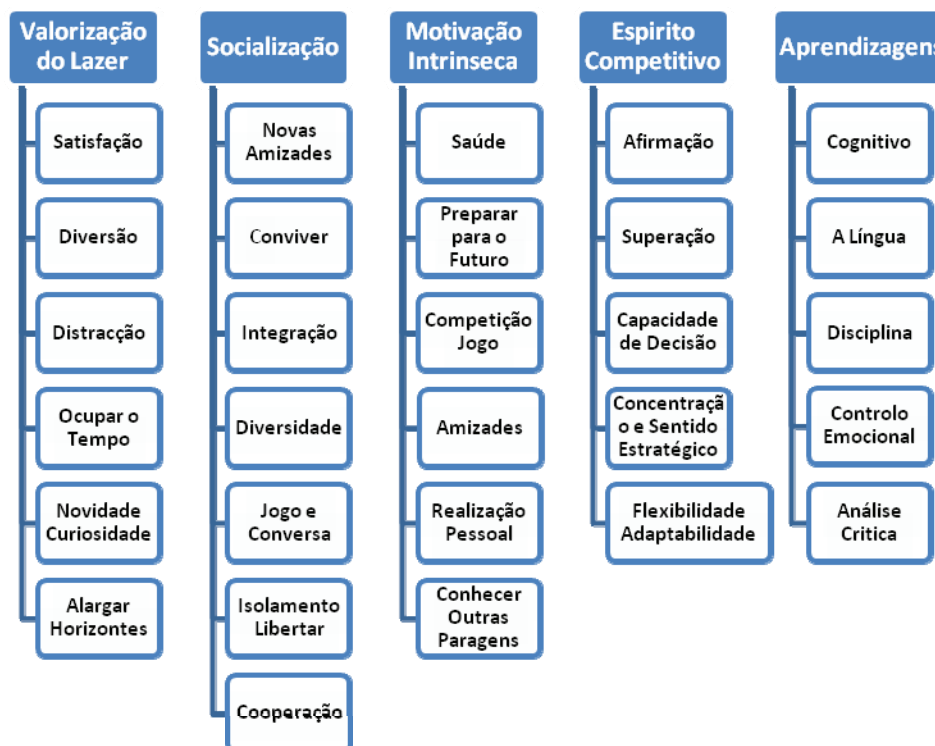 Valorização
do Lazer
Satisfação
Diversão
Distracção
Ocupar o
Tempo
Novidade
Curiosidade
Alargar
Horizontes
Socialização
Novas
Amizades
Conviver
Integração
Diversidade
Jogo e
Conversa
Isolamento
Libertar
Cooperação
Motivação
Intrinseca
Saúde
Preparar
para o
Futuro
Competição
Jogo
Amizades
Realização
Pessoal
Conhecer
Outras
Paragens
Espirito
Competitivo
Afirmação
Superação
Capacidade
de Decisão
Concentraçã
o e Sentido
Estratégico
Flexibilidade
Adaptabilidade
Aprendizagens
Cognitivo
A Língua
Disciplina
Controlo
Emocional
Análise
Critica